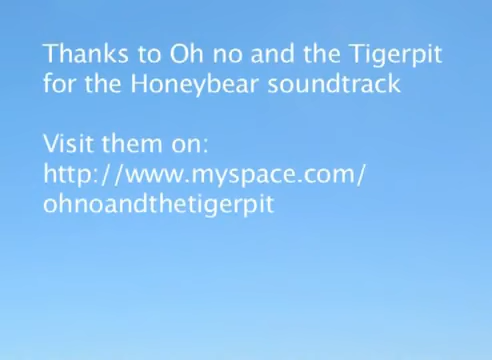 Thanks to Oh no and the Tigerpit
for the Honeybear soundtrack
Visit them on:
http://www.myspace.com/
ohnoandthetigerpit